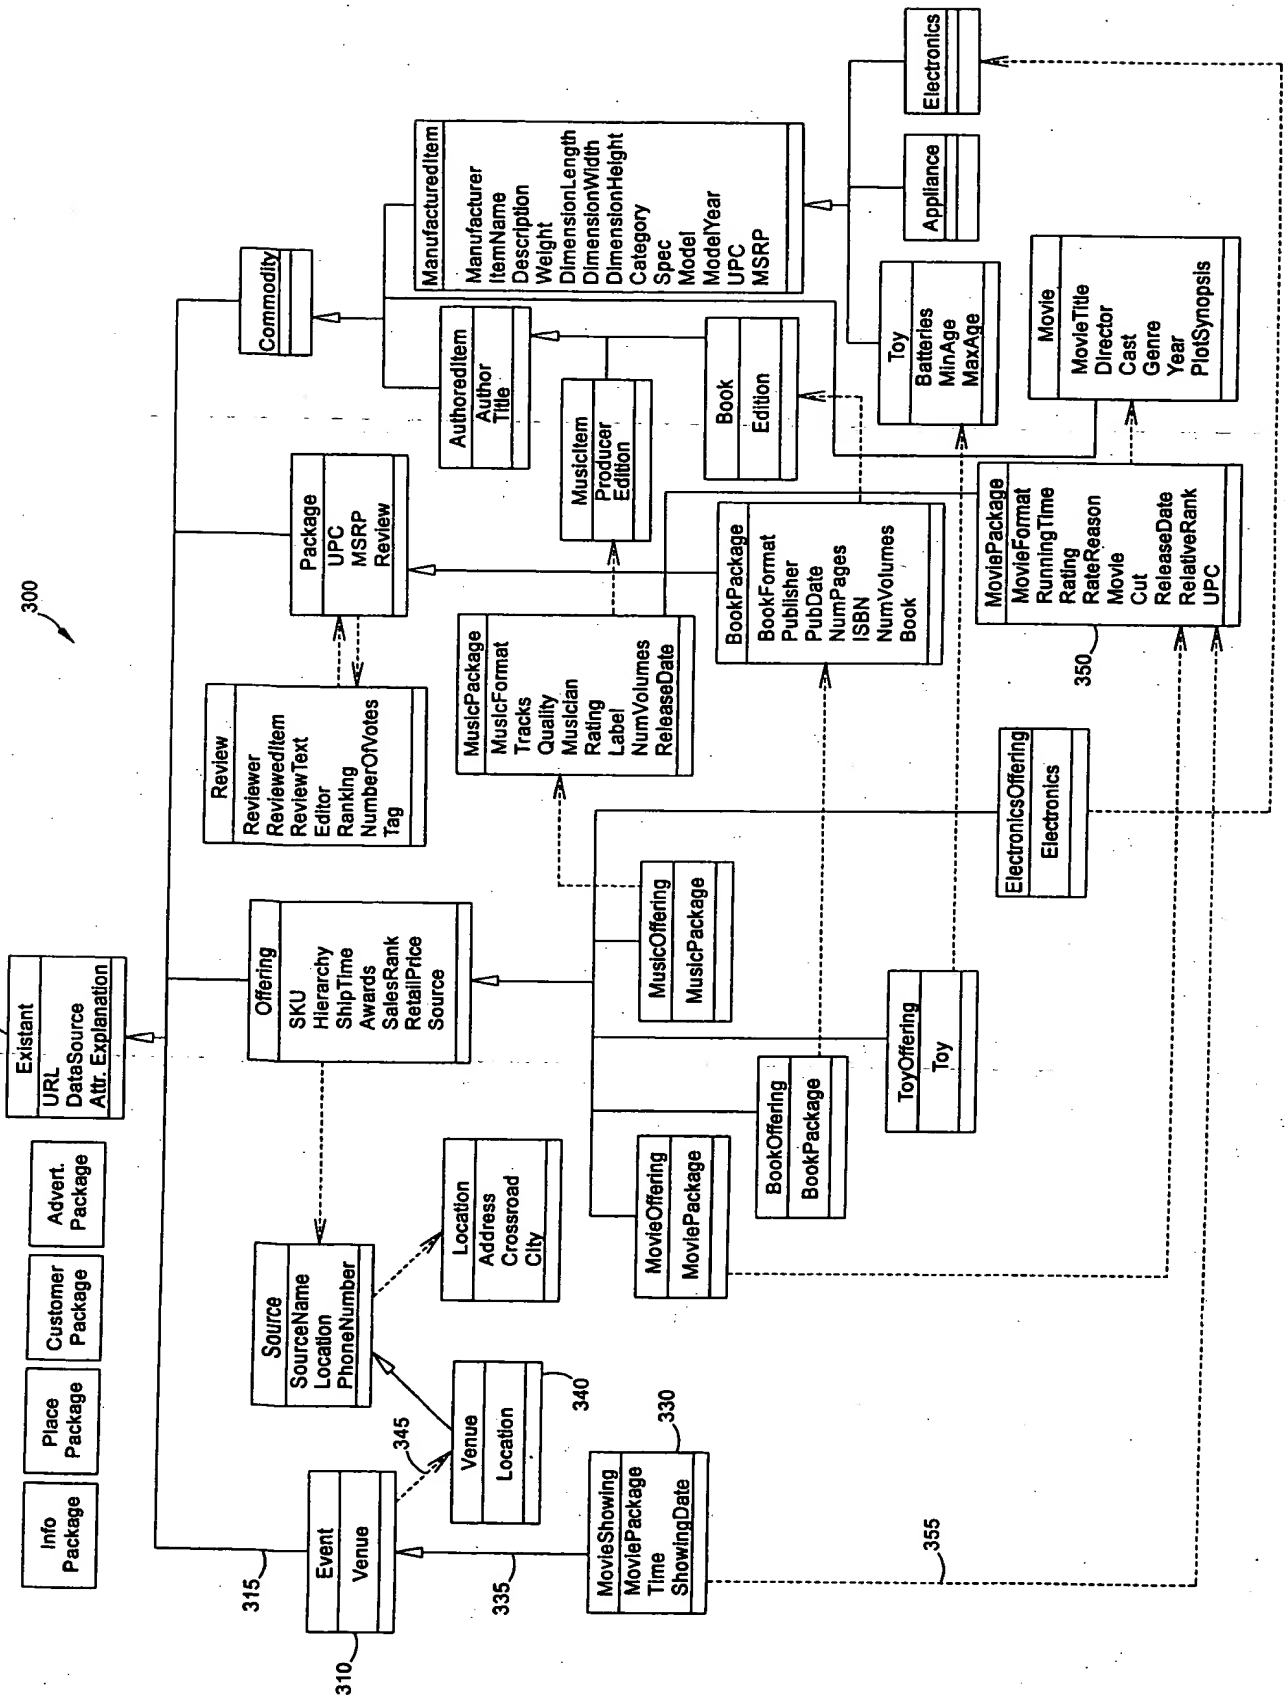 300
Info
Package
Place
Package
Customer
Package
Advert.
Package
Existant
URL
DataSource
Attr. Explanation
315
310
Event
Venue
345
335
Source
SourceName
Location
PhoneNumber
Venue
Location
340
Location
Address
Crossroad
City
MovieShowing
MoviePackage
Time
ShowingDate
330
355
Offering
SKU
Hierarchy
ShipTime
Awards
SalesRank
RetailPrice
Source
MovieOffering
MoviePackage
BookOffering
BookPackage
MusicOffering
MusicPackage
ToyOffering
Toy
ElectronicsOffering
Electronics
Review
Reviewer
ReviewedItem
ReviewText
Editor
Ranking
NumberOfVotes
Tag
Package
UPC
MSRP
Review
MusicPackage
MusicFormat
Tracks
Quality
Musician
Rating
Label
NumVolumes
ReleaseDate
BookPackage
BookFormat
Publisher
PubDate
NumPages
ISBN
NumVolumes
Book
MoviePackage
MovieFormat
RunningTime
Rating
RateReason
Movie
Cut
ReleaseDate
RelativeRank
UPC
350
Commodity
AuthoredItem
Author
Title
MusicItem
Producer
Edition
Book
Edition
ManufacturedItem
Manufacturer
ItemName
Description
Weight
DimensionLength
DimensionWidth
DimensionHeight
Category
Spec
Model
ModelYear
UPC
MSRP
Toy
Batteries
MinAge
MaxAge
Appliance
Electronics
Movie
MovieTitle
Director
Cast
Genre
Year
PlotSynopsis